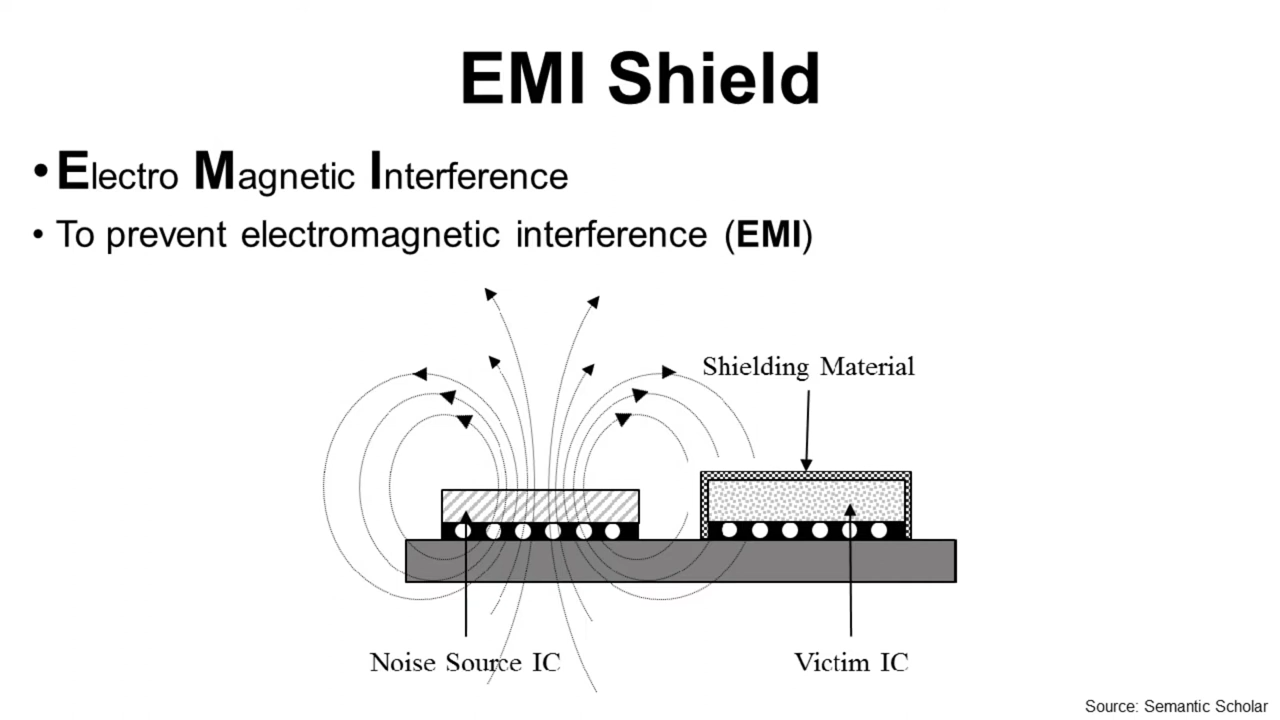 EMI Shield
•Electro Magnetic Interference
• To prevent electromagnetic interference (EMI)
Shielding Material
Noise Source IC
Victim IC
Source: Semantic Scholar